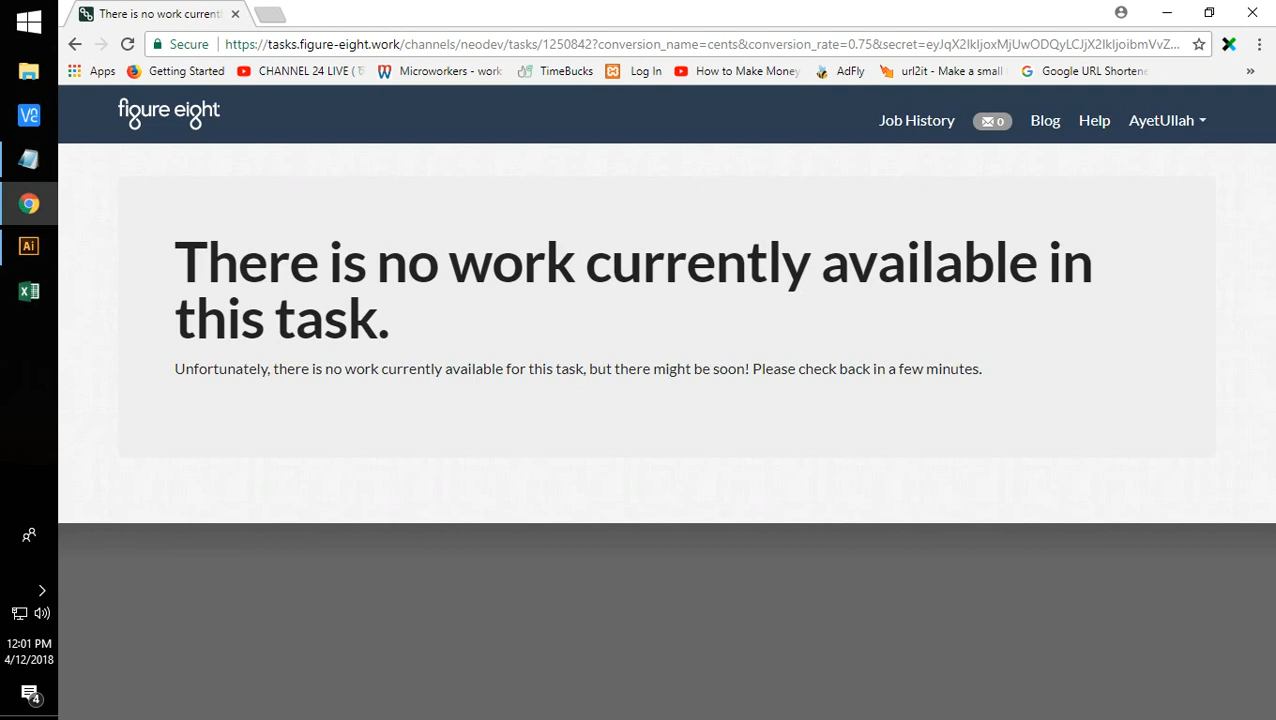 There is no work current
Secure
https://tasks.figure-eight.work/channels/neodev/tasks/1250842?conversion_name=cents&conversion_rate=0.75&secret=eyJqX2lkIjoxMjUwODQyLCJjX2lkIjoibmVvZ...
Apps
Getting Started
CHANNEL 24 LIVE (
Microworkers - work
TimeBucks
Log In
How to Make Money
AdFly
url2it - Make a small
Google URL Shortene
figure eight
Job History
0
Blog
Help
AyetUllah
There is no work currently available in
this task.
Unfortunately, there is no work currently available for this task, but there might be soon! Please check back in a few minutes.
Ai
12:01 PM
4/12/2018
4